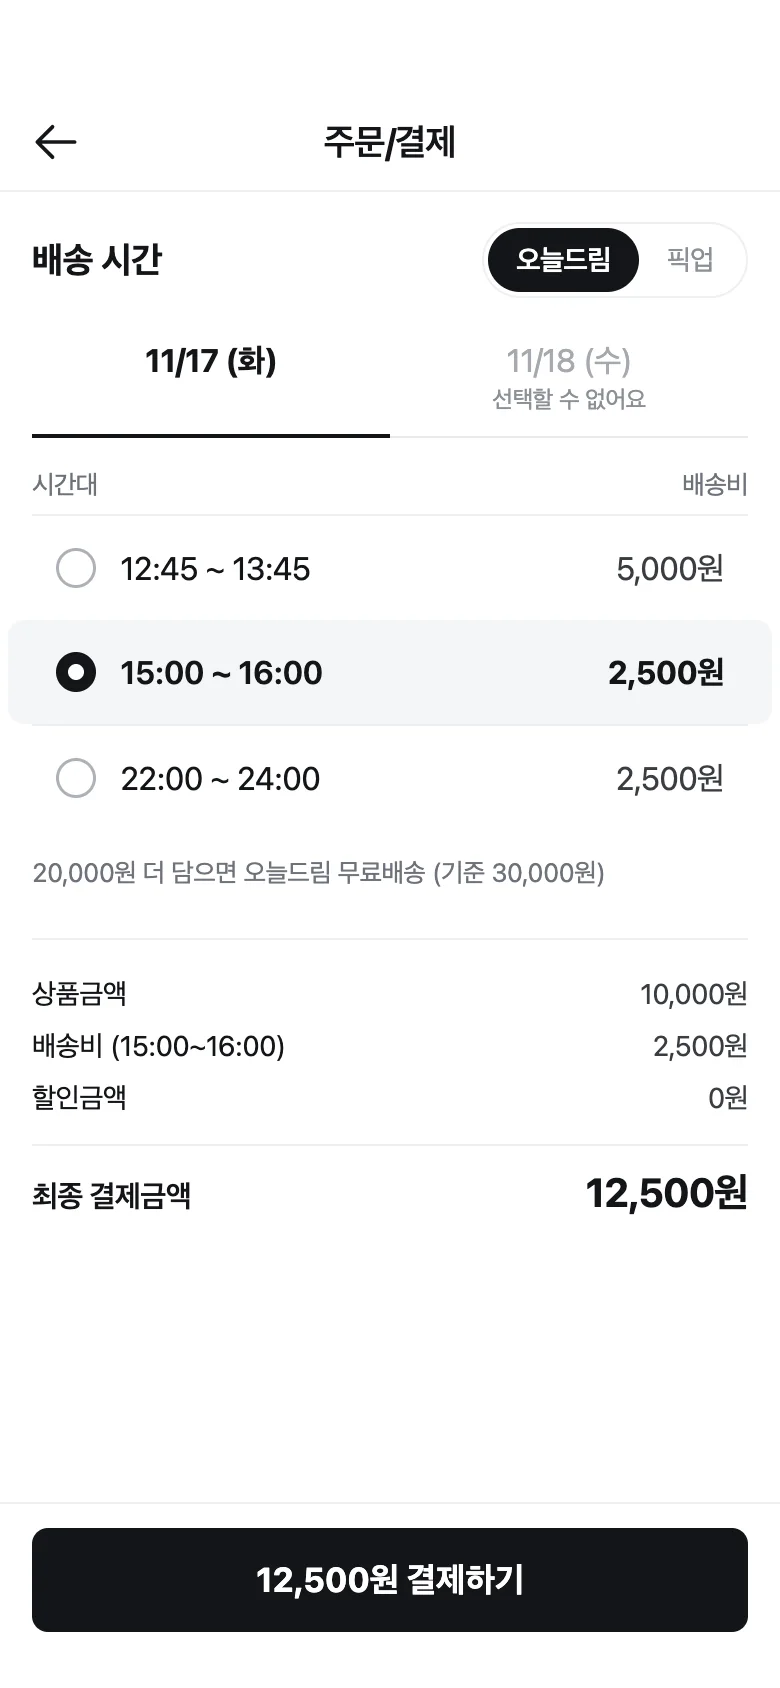 주문/결제
배송 시간
오늘드림 픽업
11/17 (화) 11/18 (수)
선택할 수 없어요
시간대 배송비
12:45 ~ 13:45 5,000원
15:00 ~ 16:00 2,500원
22:00 ~ 24:00 2,500원
20,000원 더 담으면 오늘드림 무료배송 (기준 30,000원)
상품금액 10,000원
배송비 (15:00~16:00) 2,500원
할인금액 0원
최종 결제금액 12,500원
12,500원 결제하기